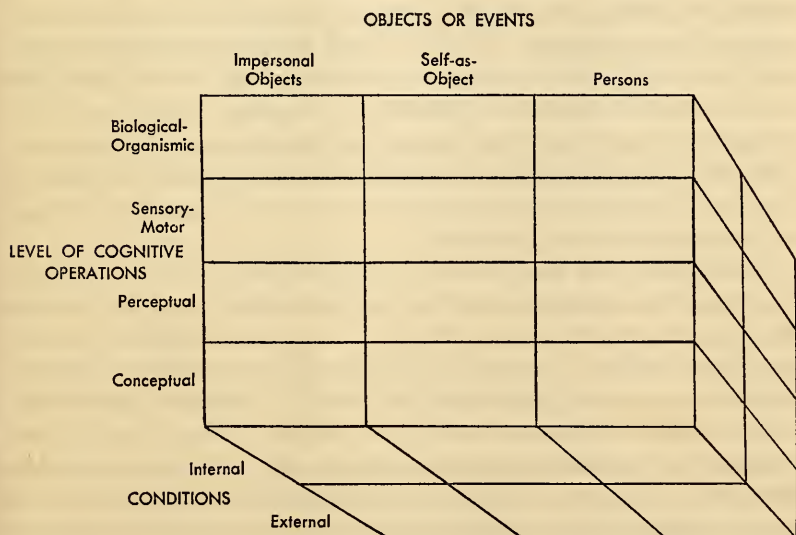 OBJECTS OR EVENTS
Impersonal
Objects
Self-as-
Object
Persons
Biological-
Organismic
Sensory-
Motor
LEVEL OF COGNITIVE
OPERATIONS
Perceptual
Conceptual
Internal
CONDITIONS
External